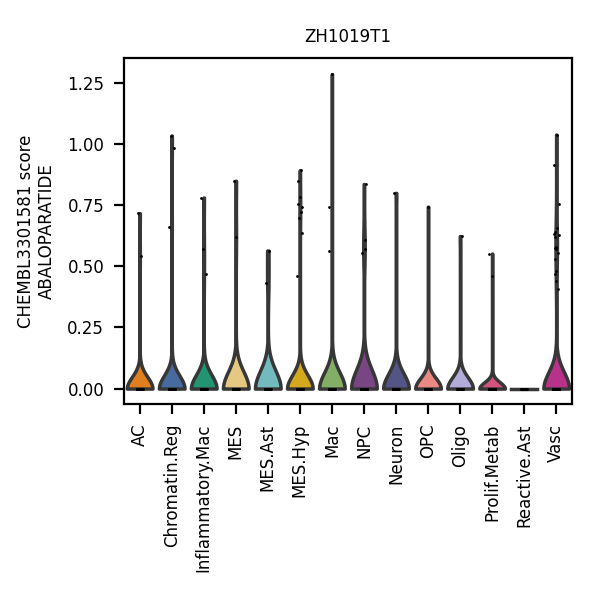 ZH1019T1
CHEMBL3301581 score
ABALOPARATIDE
1.25
1.00
0.75
0.50
0.25
0.00
AC
Chromatin.Reg
Inflammatory.Mac
MES
MES.Ast
MES.Hyp
Mac
NPC
Neuron
OPC
Oligo
Prolif.Metab
Reactive.Ast
Vasc